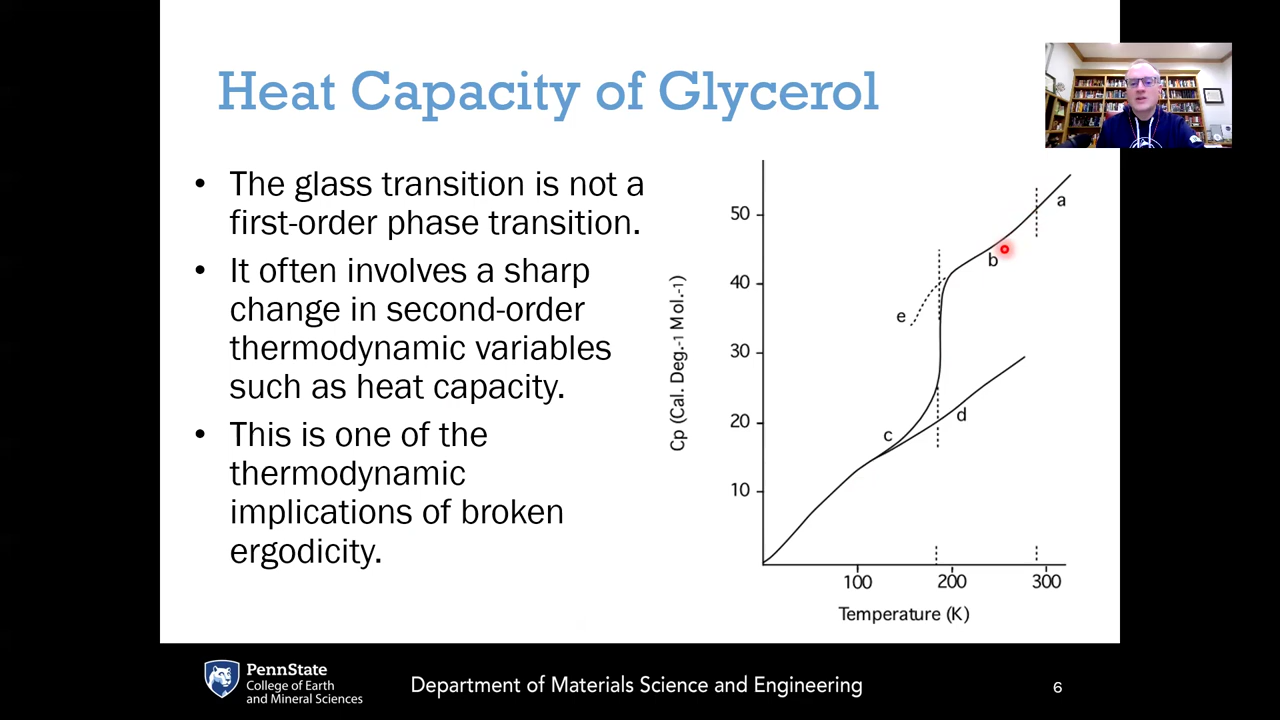 Heat Capacity of Glycerol
• The glass transition is not a
first-order phase transition.
• It often involves a sharp
change in second-order
thermodynamic variables
such as heat capacity.
• This is one of the
thermodynamic
implications of broken
ergodicity.
Cp (Cal. Deg.-1 Mol.-1)
50
40
30
20
10
a
b
e
c
d
100
200
300
Temperature (K)
PennState
College of Earth
and Mineral Sciences
Department of Materials Science and Engineering
6